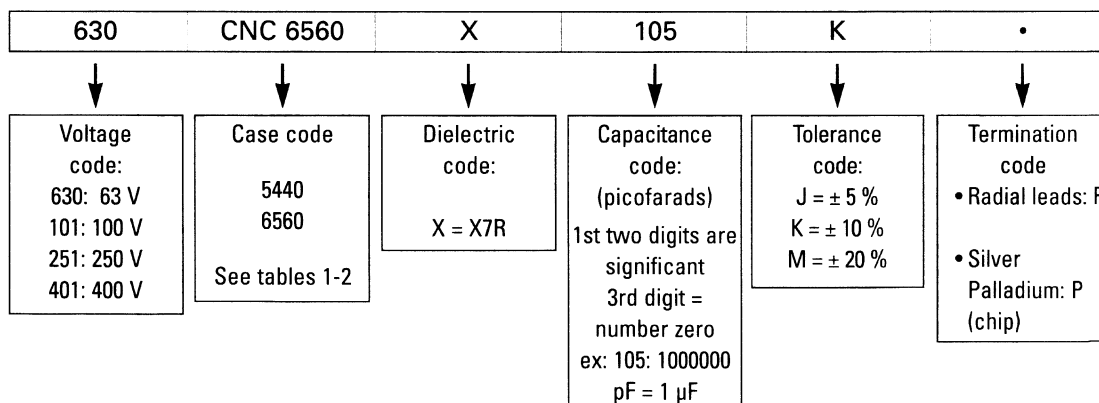 630 CNC 6560 X 105 K •
Voltage
code:
630: 63 V
101: 100 V
251: 250 V
401: 400 V
Case code
5440
6560
See tables 1-2
Dielectric
code:
X = X7R
Capacitance
code:
(picofarads)
1st two digits are
significant
3rd digit =
number zero
ex: 105: 1000000
pF = 1 µF
Tolerance
code:
J = ± 5 %
K = ± 10 %
M = ± 20 %
Termination
code
• Radial leads:
• Silver
Palladium: P
(chip)